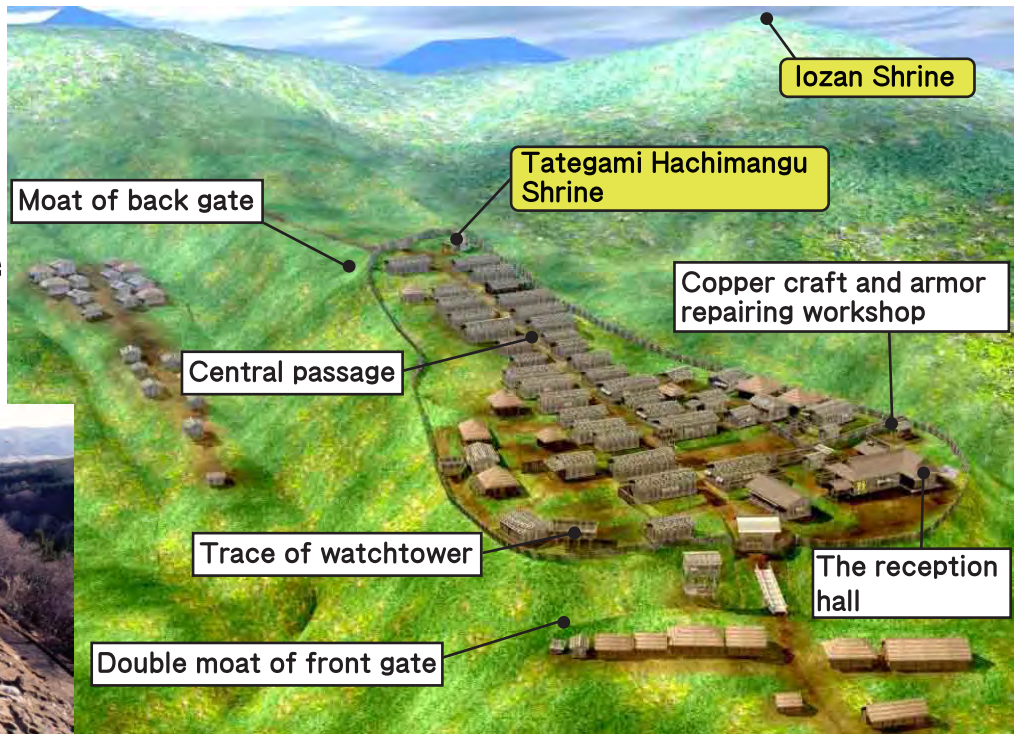 Iozan Shrine
Tategami Hachimangu
Shrine
Moat of back gate
Copper craft and armor
repairing workshop
Central passage
Trace of watchtower
The reception
hall
Double moat of front gate